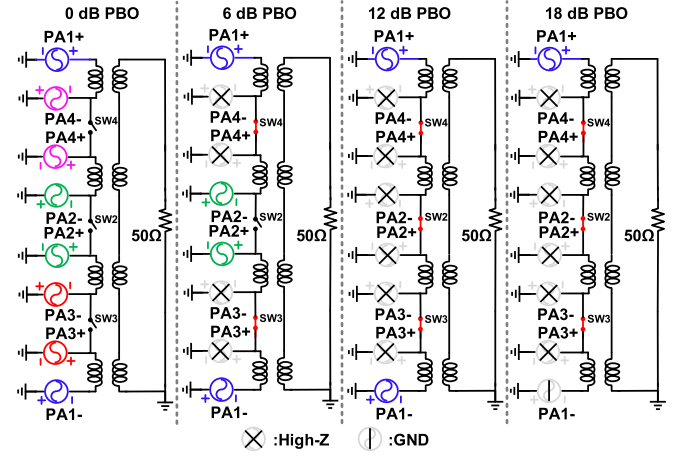 0 dB PBO
6 dB PBO
12 dB PBO
18 dB PBO
PA1+
PA1+
PA1+
PA1+
PA4-
SW4
PA4+
PA4-
SW4
PA4+
PA4-
SW4
PA4+
PA4-
SW4
PA4+
PA2-
SW2
PA2+
50Ω
PA2-
SW2
PA2+
50Ω
PA2-
SW2
PA2+
50Ω
PA2-
SW2
PA2+
50Ω
PA3-
SW3
PA3+
PA3-
SW3
PA3+
PA3-
SW3
PA3+
PA3-
SW3
PA3+
PA1-
PA1-
PA1-
PA1-
:High-Z
:GND